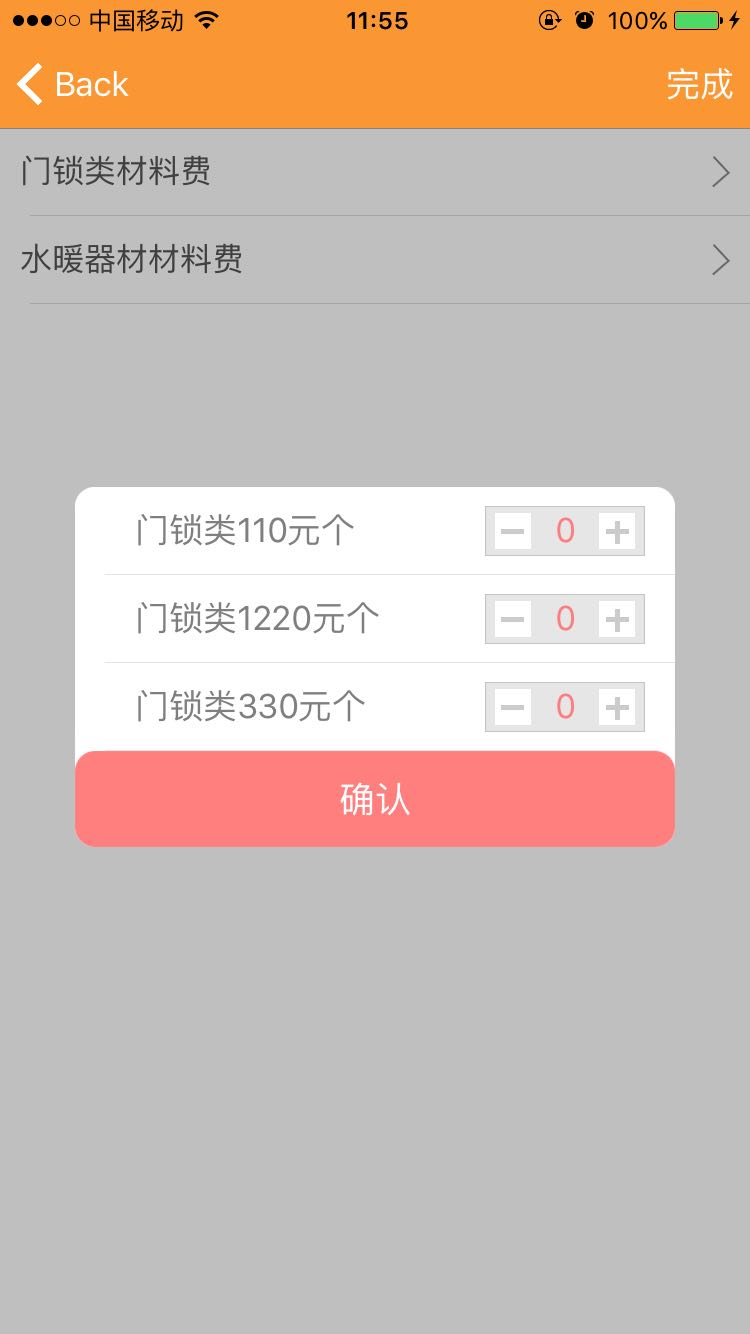 中国移动 11:55 100%
Back 完成
门锁类材料费
水暖器材材料费
门锁类110元个 0
门锁类1220元个 0
门锁类330元个 0
确认